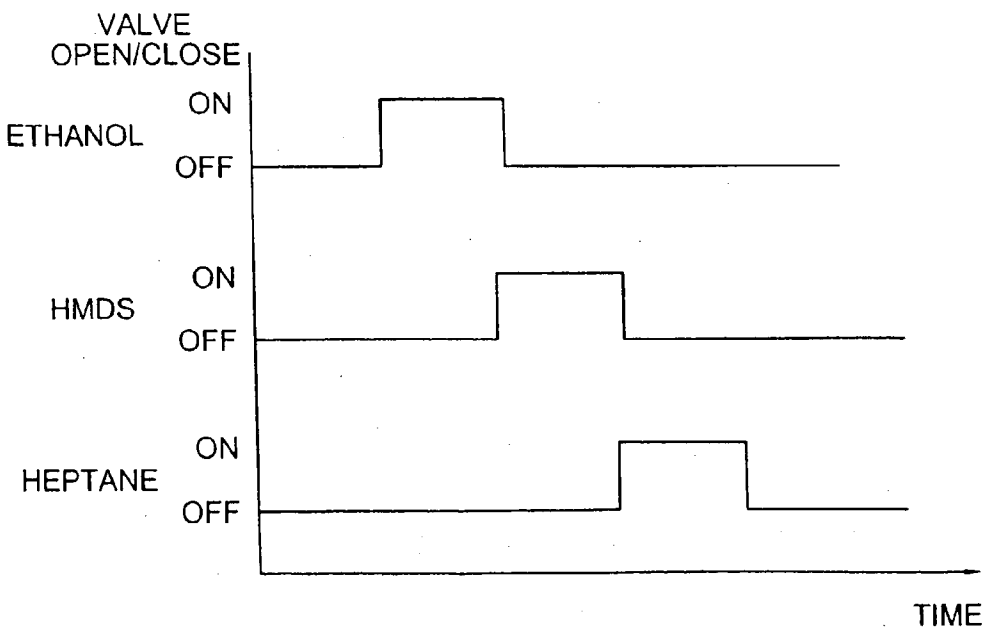 VALVE
OPEN/CLOSE
ON
ETHANOL
OFF
ON
HMDS
OFF
ON
HEPTANE
OFF
TIME